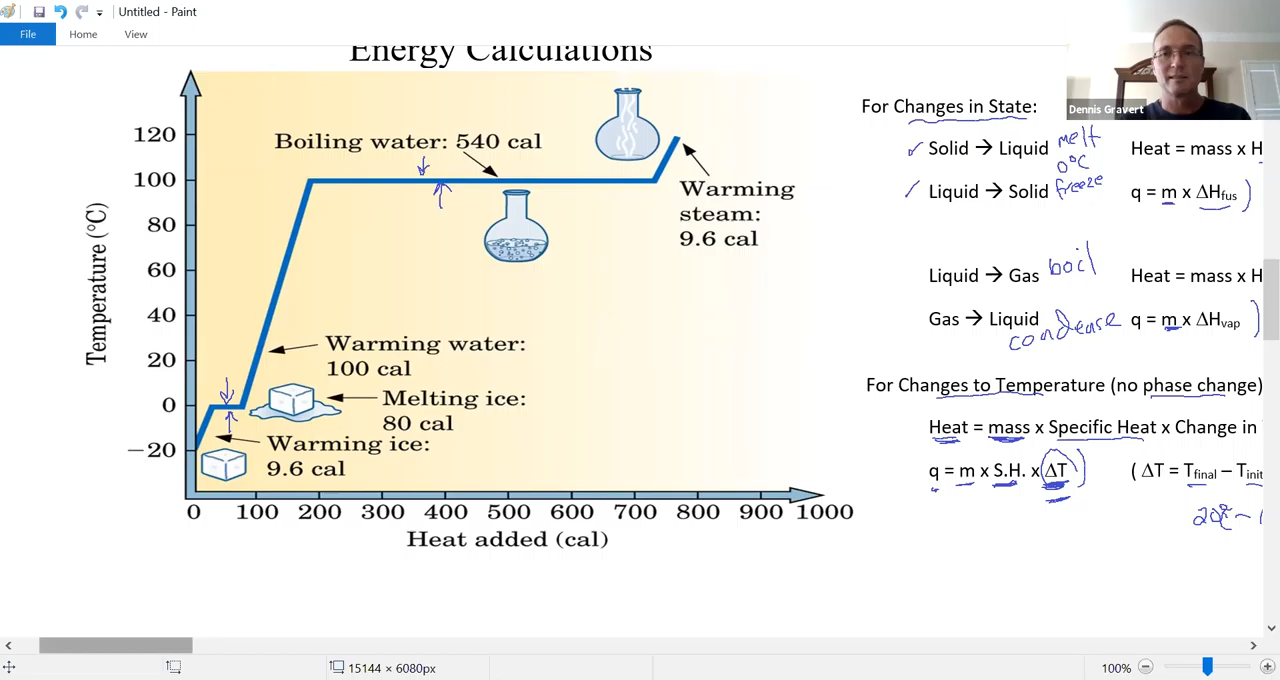 Untitled - Paint
File Home View
Energy Calculations
Temperature (°C)
120
100
80
60
40
20
0
−20
Boiling water: 540 cal
Warming
steam:
9.6 cal
Warming water:
100 cal
Melting ice:
80 cal
Warming ice:
9.6 cal
0 100 200 300 400 500 600 700 800 900 1000
Heat added (cal)
Dennis Gravert
For Changes in State:
Solid → Liquid melt Heat = mass x H
0°C
Liquid → Solid freeze q = m x ΔHfus )
Liquid → Gas boil Heat = mass x H
Gas → Liquid condense q = m x ΔHvap )
For Changes to Temperature (no phase change)
Heat = mass x Specific Heat x Change in
q = m x S.H. x ΔT ) ( ΔT = Tfinal – Tinit
15144 × 6080px
100%